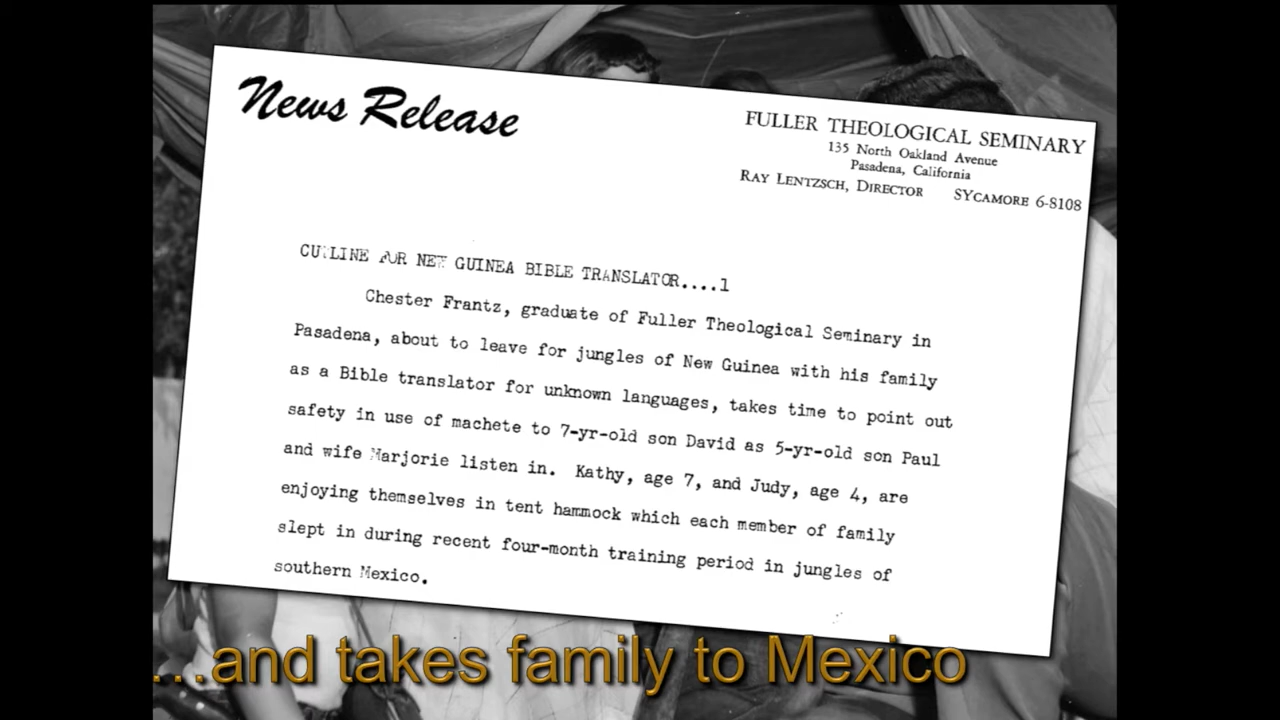 News Release
FULLER THEOLOGICAL SEMINARY
135 North Oakland Avenue
Pasadena, California
RAY LENTZSCH, DIRECTOR SYCAMORE 6-8108
CUTLINE FOR NEW GUINEA BIBLE TRANSLATOR....1
Chester Frantz, graduate of Fuller Theological Seminary in
Pasadena, about to leave for jungles of New Guinea with his family
as a Bible translator for unknown languages, takes time to point out
safety in use of machete to 7-yr-old son David as 5-yr-old son Paul
and wife Marjorie listen in. Kathy, age 7, and Judy, age 4, are
enjoying themselves in tent hammock which each member of family
slept in during recent four-month training period in jungles of
southern Mexico.
...and takes family to Mexico